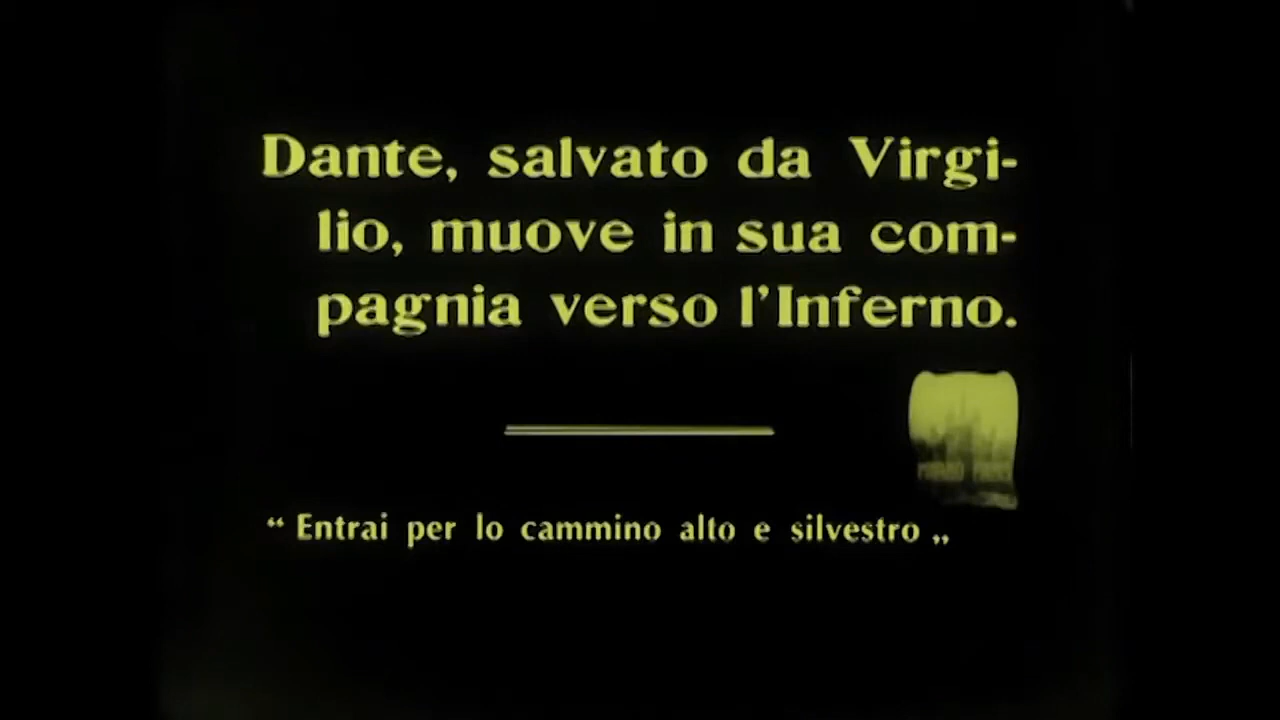 Dante, salvato da Virgi-
lio, muove in sua com-
pagnia verso l'Inferno.
“ Entrai per lo cammino alto e silvestro „